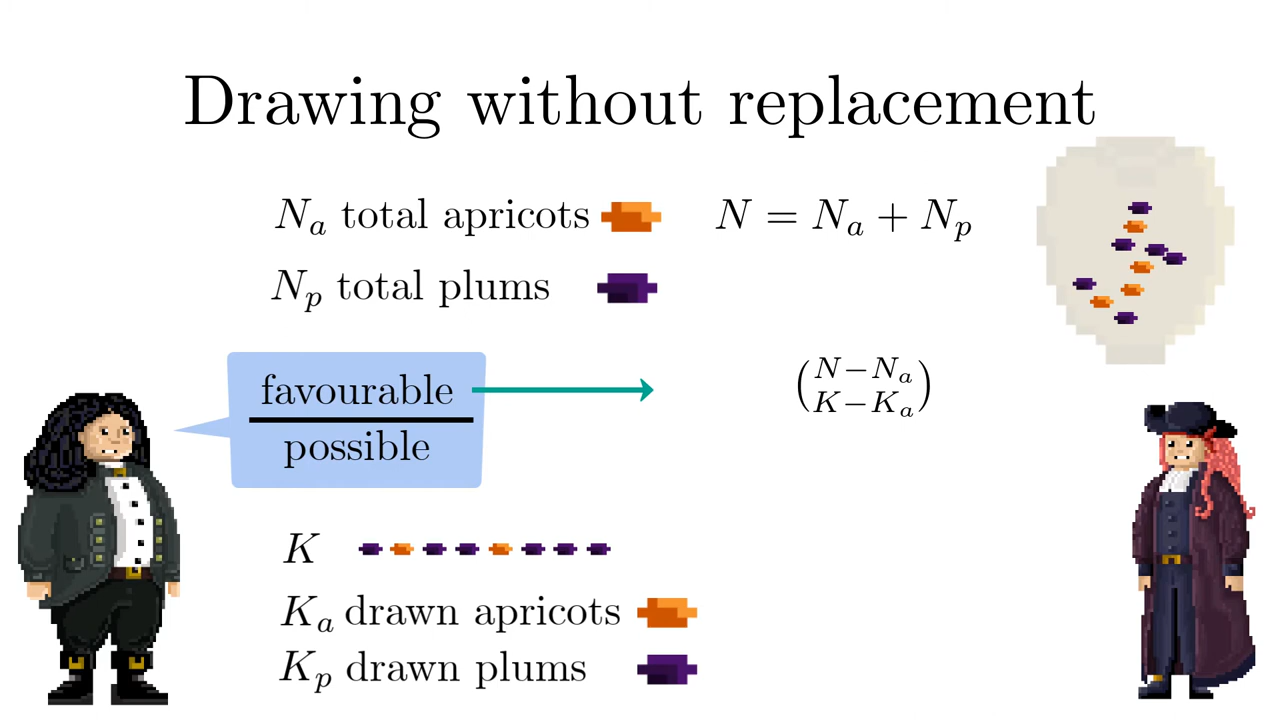 Drawing without replacement
N_a total apricots N = N_a + N_p
N_p total plums
favourable
possible
\binom{N-N_a}{K-K_a}
K
K_a drawn apricots
K_p drawn plums